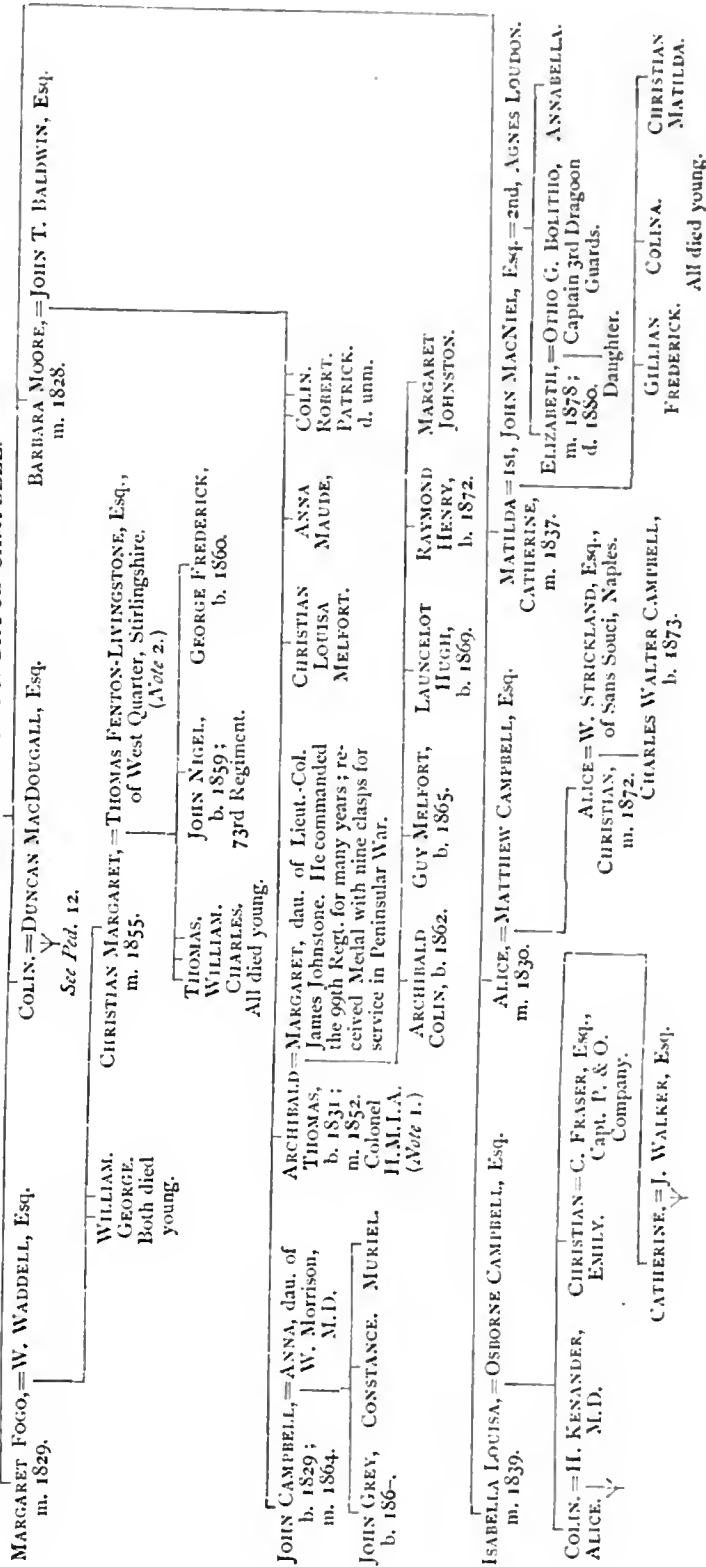 MARGARET FOGO,=W. WADDELL, Esq.
m. 1829.
COLIN.=DUNCAN MACDOUGALL, Esq.
See Ped. 12.
BARBARA MOORE,=JOHN T. BALDWIN, Esq.
m. 1828.
WILLIAM.
GEORGE.
Both died
young.
CHRISTIAN MARGARET,=THOMAS FENTON-LIVINGSTONE, Esq.,
m. 1855.
of West Quarter, Stirlingshire.
(Note 2.)
THOMAS.
WILLIAM.
CHARLES.
All died young.
JOHN NIGEL,
b. 1859;
73rd Regiment.
GEORGE FREDERICK,
b. 1860.
JOHN CAMPBELL,=ANNA, dau. of
b. 1829;
m. 1864.
W. Morrison,
M.D.
ARCHIBALD=MARGARET, dau. of Lieut.-Col.
THOMAS,
b. 1831;
m. 1852.
Colonel
H.M.I.A.
(Note 1.)
James Johnstone. He commanded
the 99th Regt. for many years; re-
ceived Medal with nine clasps for
service in Peninsular War.
CHRISTIAN
LOUISA
MELFORT.
ANNA
MAUDE,
COLIN.
ROBERT.
PATRICK.
d. unm.
JOHN GREY,
b. 186-.
CONSTANCE.
MURIEL.
ARCHIBALD
COLIN, b. 1862.
GUY MELFORT,
b. 1865.
LAUNCELOT
HUGH,
b. 1869.
RAYMOND
HENRY,
b. 1872.
MARGARET
JOHNSTON.
ISABELLA LOUISA,=OSBORNE CAMPBELL, Esq.
m. 1839.
ALICE,=MATTHEW CAMPBELL, Esq.
m. 1830.
MATILDA=1st, JOHN MACNIEL, Esq.=2nd, AGNES LOUDON.
CATHERINE,
m. 1837.
COLIN.=H. KENANDER,
ALICE.
M.D.
CHRISTIAN=C. FRASER, Esq.,
EMILY.
Capt. P. & O.
Company.
CATHERINE.=J. WALKER, Esq.
ALICE=W. STRICKLAND, Esq.,
CHRISTIAN,
m. 1872.
of Sans Souci, Naples.
CHARLES WALTER CAMPBELL,
b. 1873.
ELIZABETH,=OTHO G. BOLITHO,
m. 1878;
d. 1880.
Captain 3rd Dragoon
Guards.
Daughter.
ANNABELLA.
GILLIAN
FREDERICK.
COLINA.
CHRISTIAN
MATILDA.
All died young.